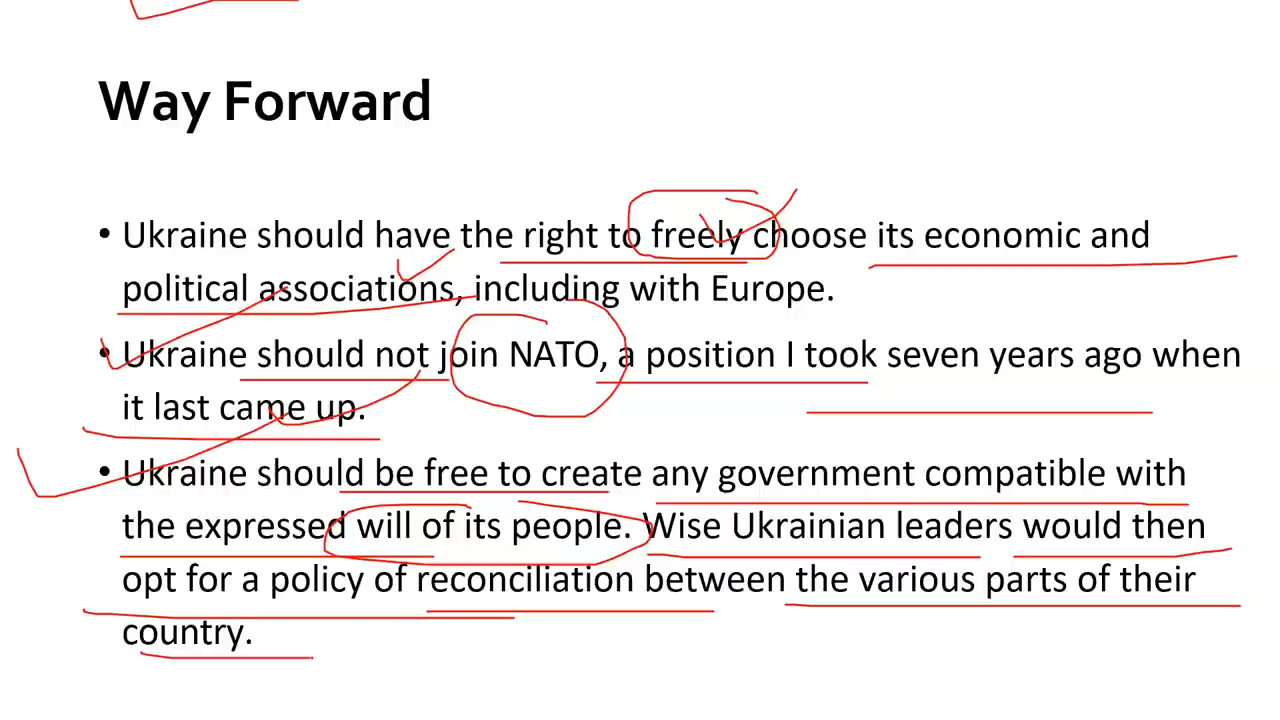 Way Forward
• Ukraine should have the right to freely choose its economic and
political associations, including with Europe.
• Ukraine should not join NATO, a position I took seven years ago when
it last came up.
• Ukraine should be free to create any government compatible with
the expressed will of its people. Wise Ukrainian leaders would then
opt for a policy of reconciliation between the various parts of their
country.